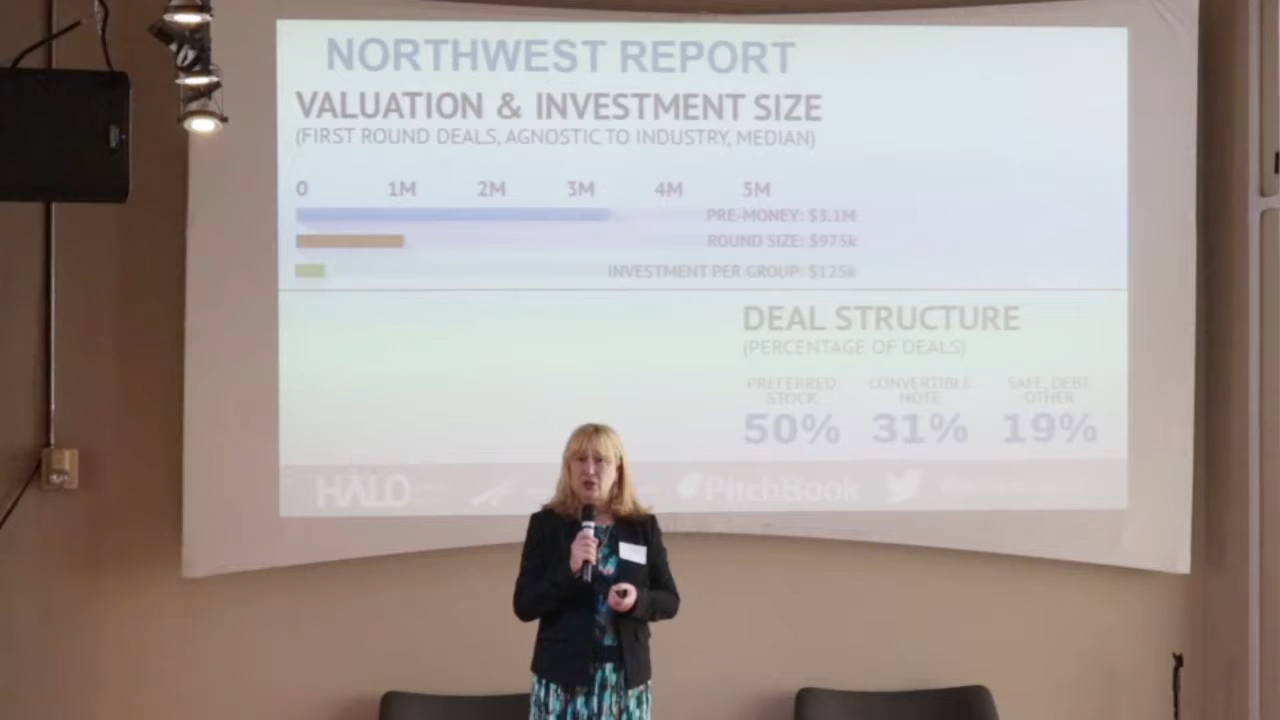 NORTHWEST REPORT
VALUATION & INVESTMENT SIZE
(FIRST ROUND DEALS, AGNOSTIC TO INDUSTRY, MEDIAN)
0 1M 2M 3M 4M 5M
PRE-MONEY: $3.1M
ROUND SIZE: $975k
INVESTMENT PER GROUP: $125k
DEAL STRUCTURE
(PERCENTAGE OF DEALS)
PREFERRED CONVERTIBLE SAFE, DEBT,
STOCK NOTE OTHER
50% 31% 19%
HALO PitchBook